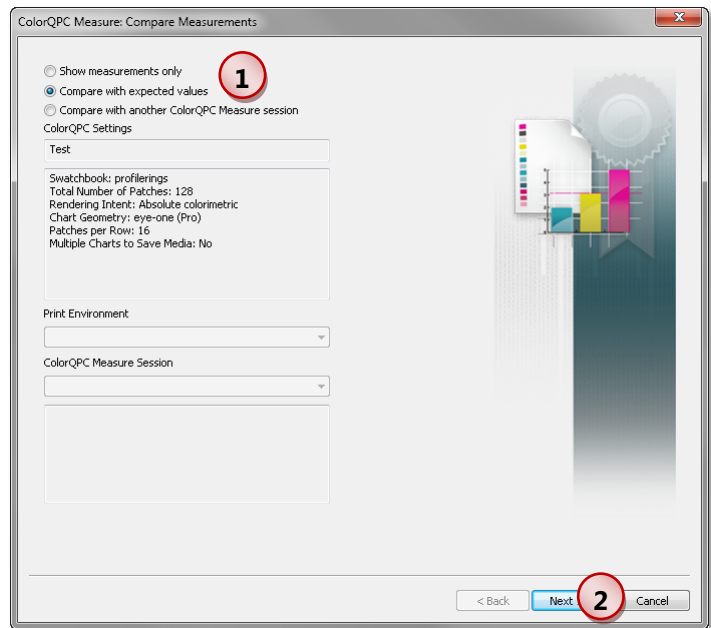 ColorQPC Measure: Compare Measurements
Show measurements only
1
Compare with expected values
Compare with another ColorQPC Measure session
ColorQPC Settings
Test
Swatchbook: profilerings
Total Number of Patches: 128
Rendering Intent: Absolute colorimetric
Chart Geometry: eye-one (Pro)
Patches per Row: 16
Multiple Charts to Save Media: No
Print Environment
ColorQPC Measure Session
< Back
Next
2
Cancel